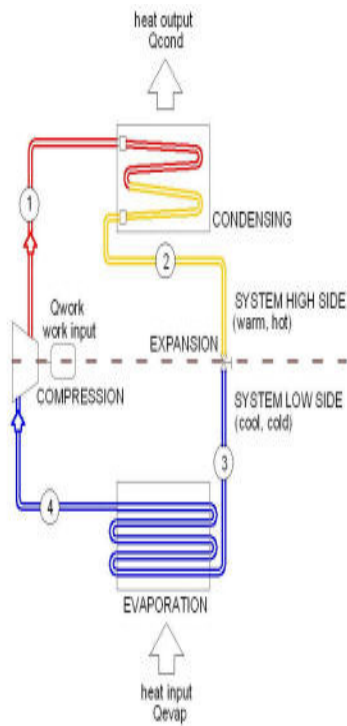 heat output
Qcond
1
CONDENSING
2
Qwork
work input
SYSTEM HIGH SIDE
(warm, hot)
EXPANSION
COMPRESSION
SYSTEM LOW SIDE
(cool, cold)
3
4
EVAPORATION
heat input
Qevap